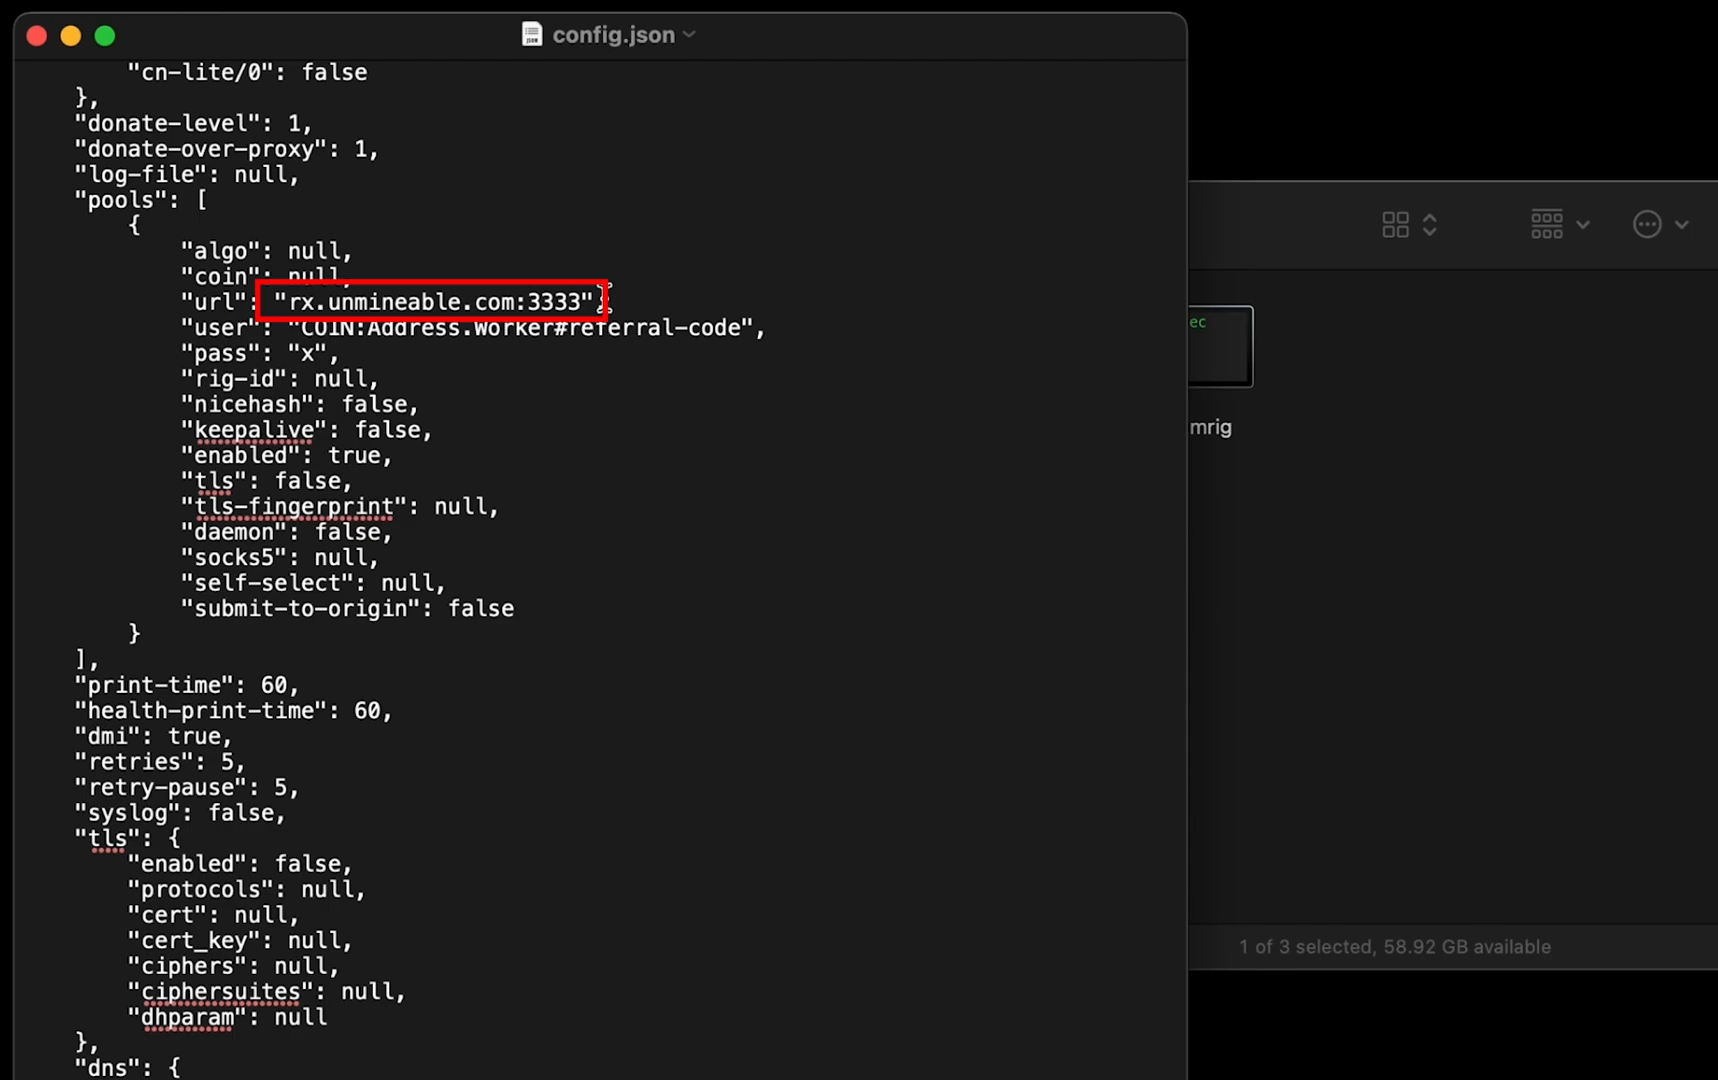 config.json
"cn-lite/0": false
},
"donate-level": 1,
"donate-over-proxy": 1,
"log-file": null,
"pools": [
{
"algo": null,
"coin": null,
"url": "rx.unmineable.com:3333",
"user": "COIN:Address.Worker#referral-code",
"pass": "x",
"rig-id": null,
"nicehash": false,
"keepalive": false,
"enabled": true,
"tls": false,
"tls-fingerprint": null,
"daemon": false,
"socks5": null,
"self-select": null,
"submit-to-origin": false
}
],
"print-time": 60,
"health-print-time": 60,
"dmi": true,
"retries": 5,
"retry-pause": 5,
"syslog": false,
"tls": {
"enabled": false,
"protocols": null,
"cert": null,
"cert_key": null,
"ciphers": null,
"ciphersuites": null,
"dhparam": null
},
"dns": {
ec
mrig
1 of 3 selected, 58.92 GB available